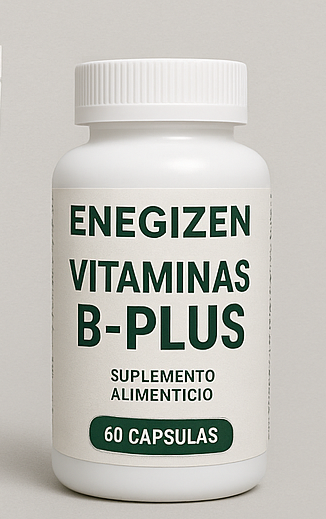 ENEGIZEN
VITAMINAS
B-PLUS
SUPLEMENTO
ALIMENTICIO
60 CAPSULAS